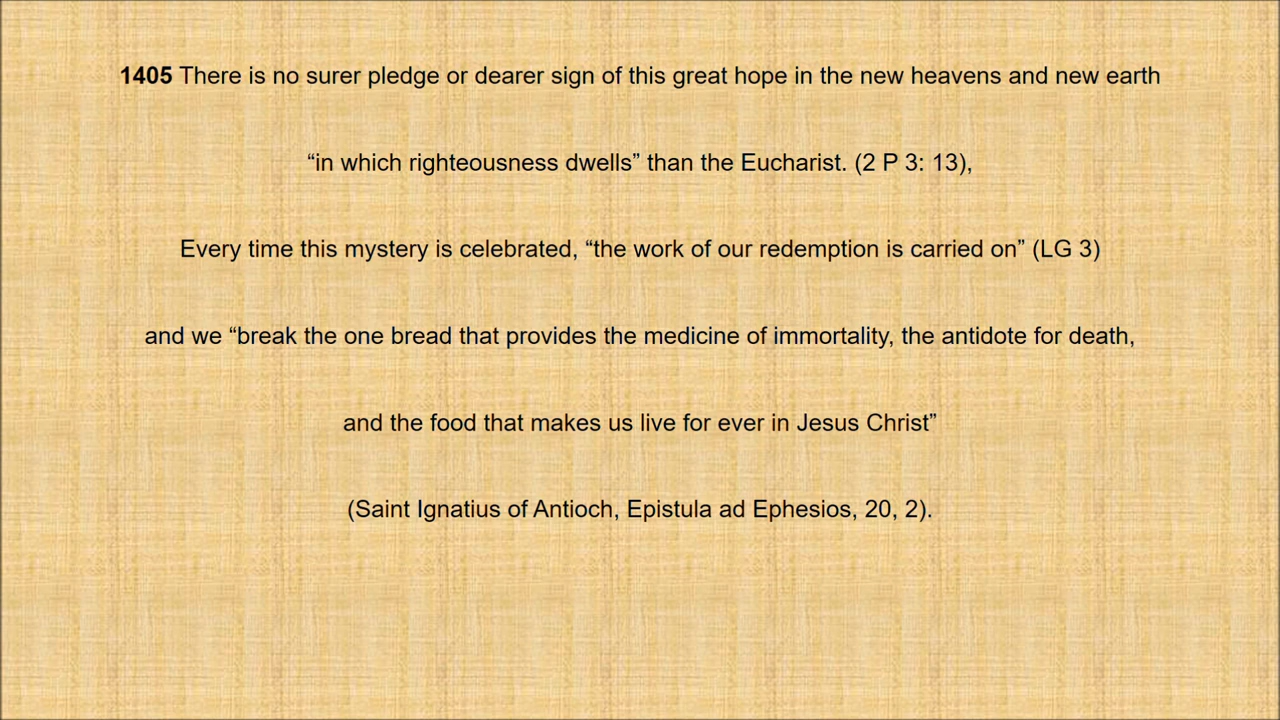 1405 There is no surer pledge or dearer sign of this great hope in the new heavens and new earth
“in which righteousness dwells” than the Eucharist. (2 P 3: 13),
Every time this mystery is celebrated, “the work of our redemption is carried on” (LG 3)
and we “break the one bread that provides the medicine of immortality, the antidote for death,
and the food that makes us live for ever in Jesus Christ”
(Saint Ignatius of Antioch, Epistula ad Ephesios, 20, 2).